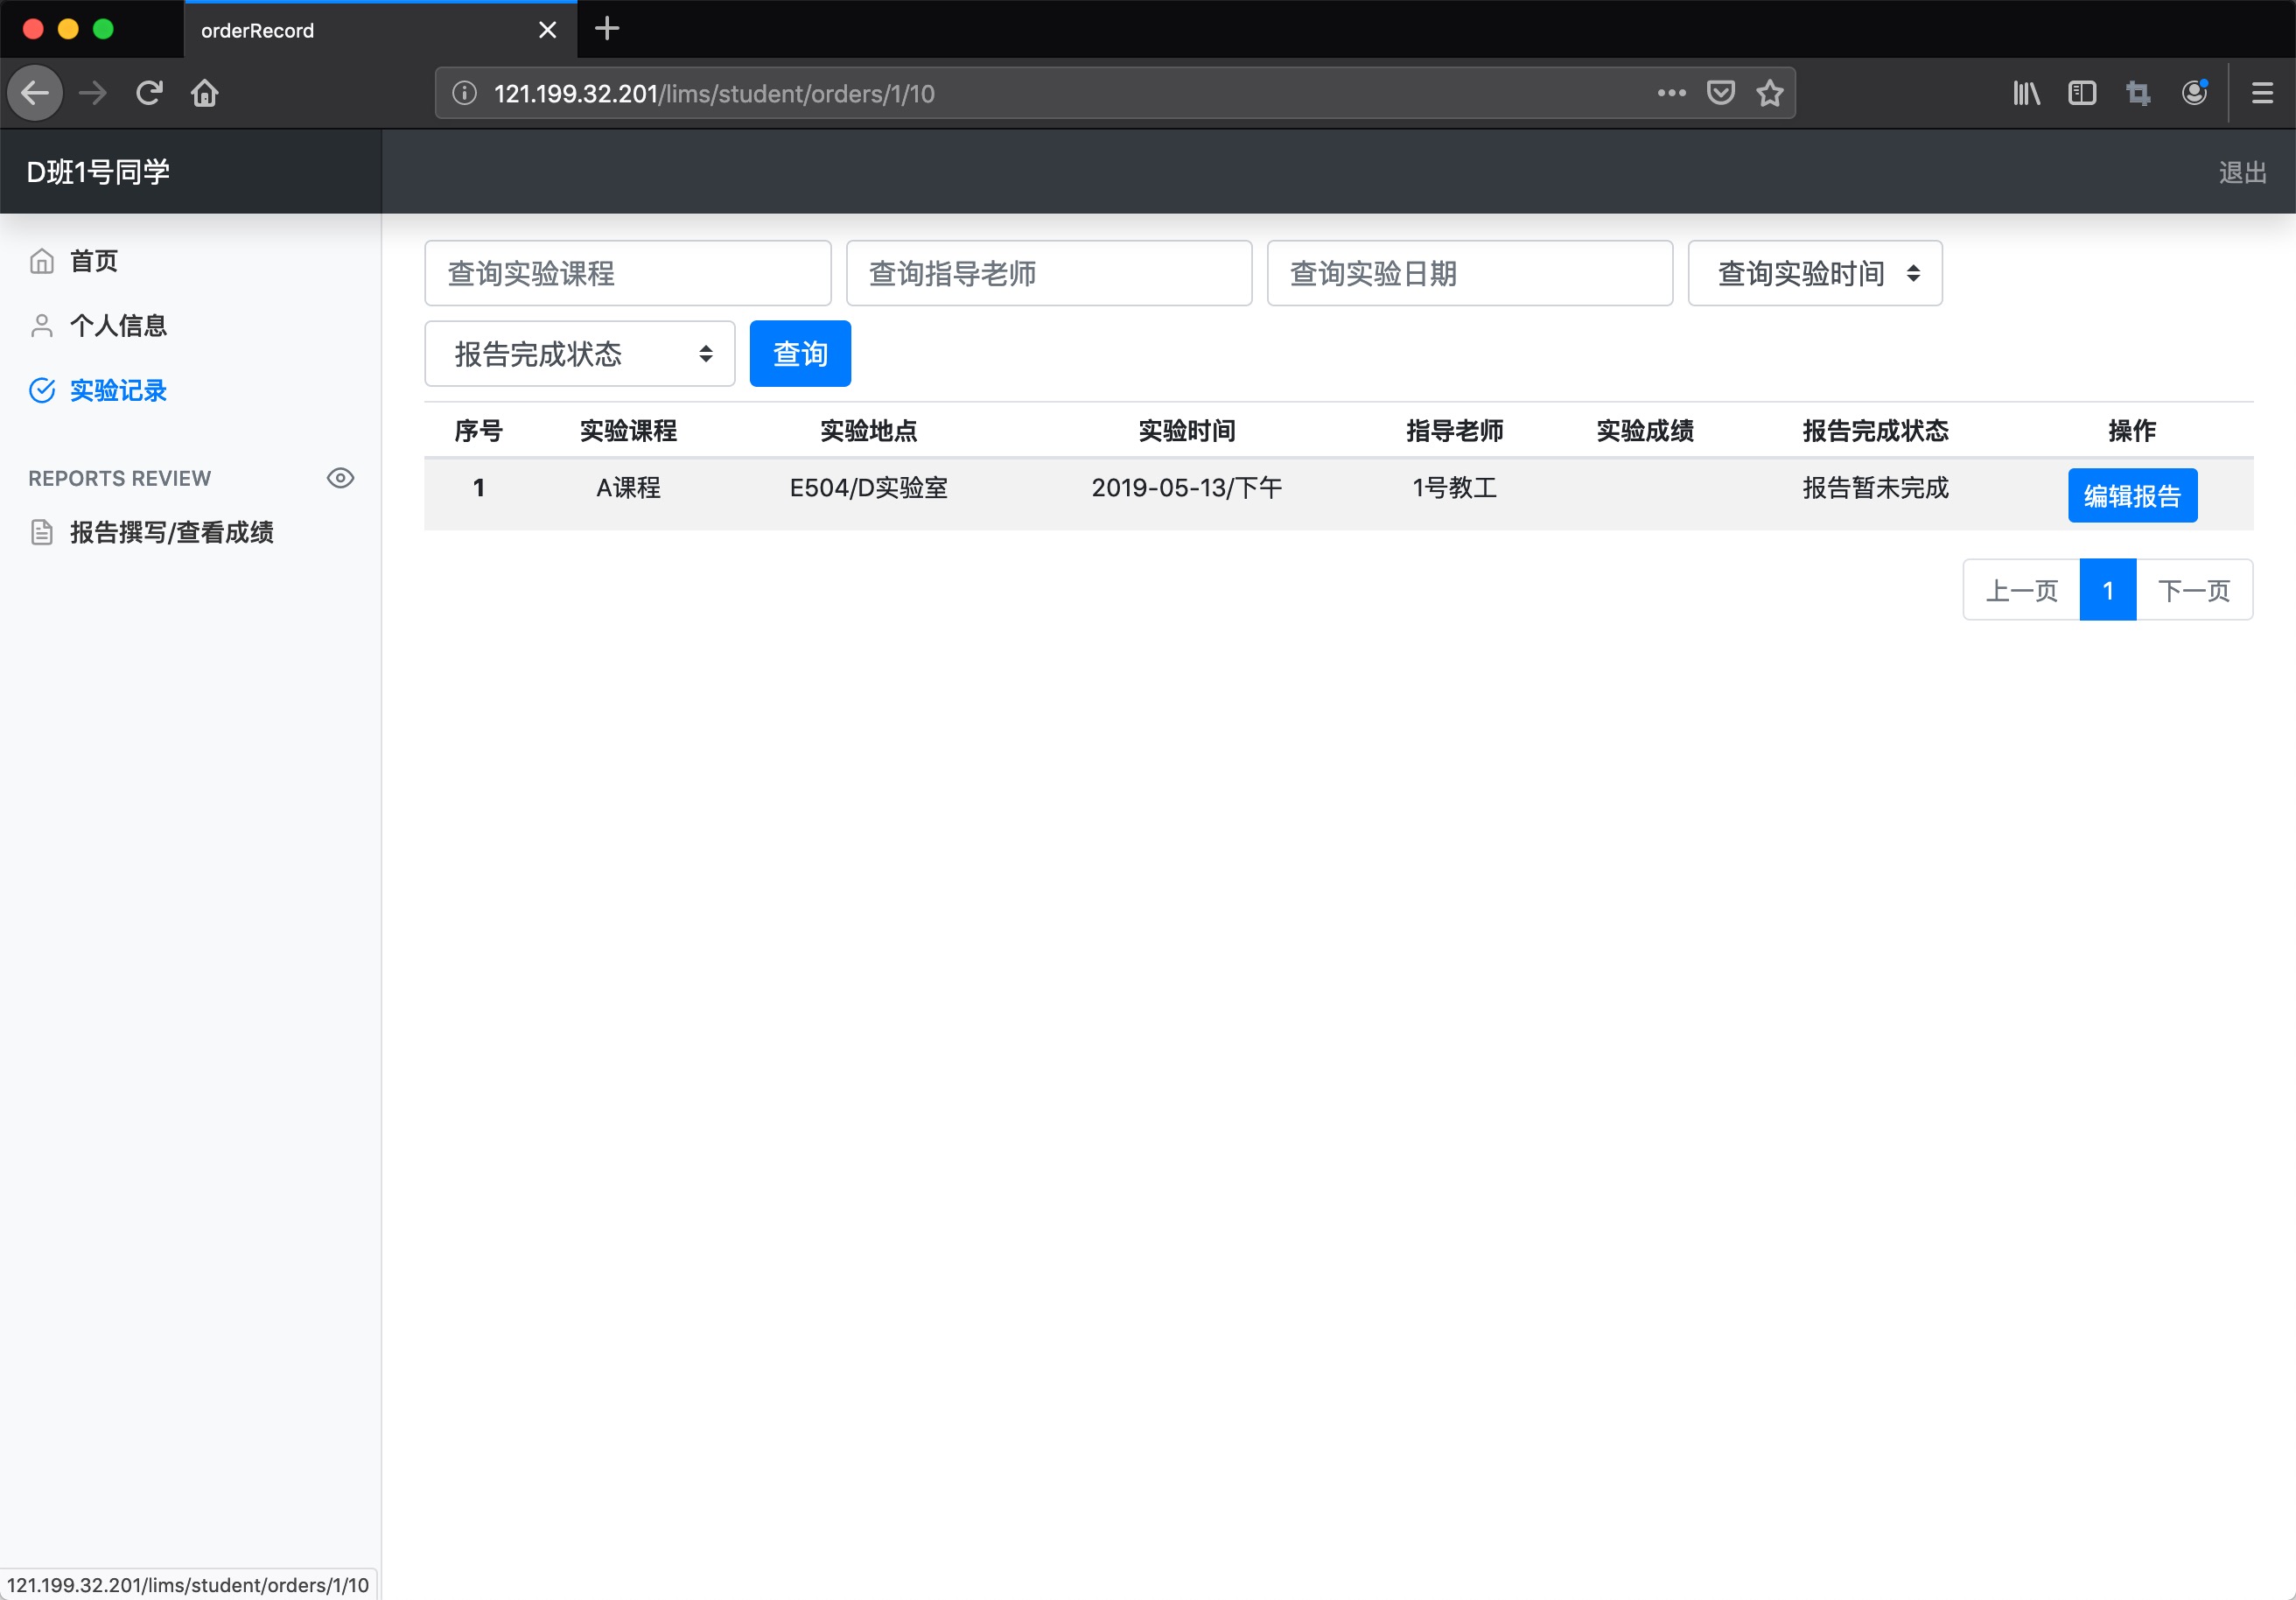 orderRecord
121.199.32.201/lims/student/orders/1/10
D班1号同学
退出
首页
个人信息
实验记录
REPORTS REVIEW
报告撰写/查看成绩
查询实验课程 查询指导老师 查询实验日期 查询实验时间
报告完成状态 查询
序号 实验课程 实验地点 实验时间 指导老师 实验成绩 报告完成状态 操作
1 A课程 E504/D实验室 2019-05-13/下午 1号教工 报告暂未完成 编辑报告
上一页 1 下一页
121.199.32.201/lims/student/orders/1/10